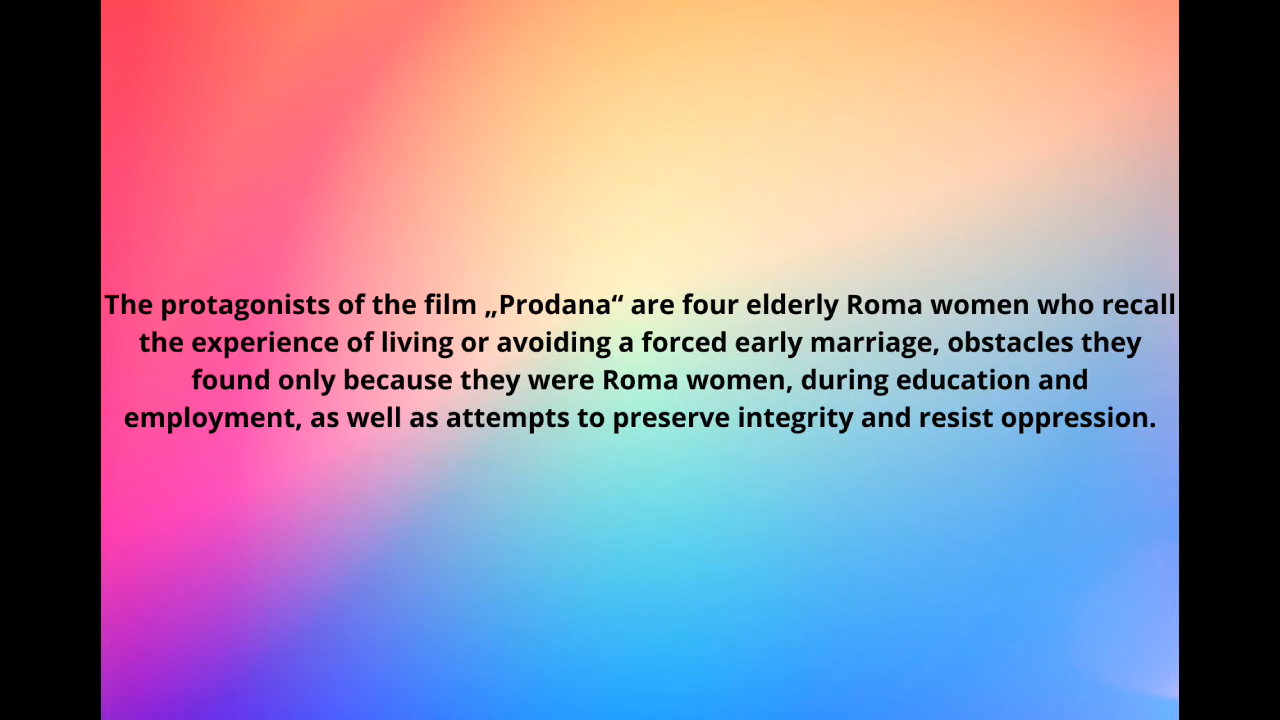 The protagonists of the film „Prodana“ are four elderly Roma women who recall
the experience of living or avoiding a forced early marriage, obstacles they
found only because they were Roma women, during education and
employment, as well as attempts to preserve integrity and resist oppression.